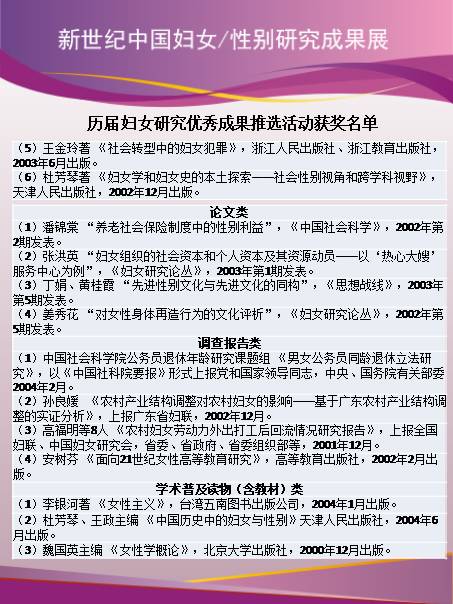 新世纪中国妇女/性别研究成果展
历届妇女研究优秀成果推选活动获奖名单
（5）王金玲著《社会转型中的妇女犯罪》，浙江人民出版社、浙江教育出版社，
2003年6月出版。
（6）杜芳琴著《妇女学和妇女史的本土探索——社会性别视角和跨学科视野》，
天津人民出版社，2002年12月出版。
论文类
（1）潘锦棠 “养老社会保险制度中的性别利益”，《中国社会科学》，2002年第
2期发表。
（2）张洪英 “妇女组织的社会资本和个人资本及其资源动员——以‘热心大嫂’
服务中心为例”，《妇女研究论丛》，2003年第1期发表。
（3）丁娟、黄桂霞 “先进性别文化与先进文化的同构”，《思想战线》，2003年
第5期发表。
（4）姜秀花 “对女性身体再造行为的文化评析”，《妇女研究论丛》，2002年第
5期发表。
调查报告类
（1）中国社会科学院公务员退休年龄研究课题组 《男女公务员同龄退休立法研
究》，以《中国社科院要报》形式上报党和国家领导同志，中央、国务院有关部委
2004年2月。
（2）孙良媛 《农村产业结构调整对农村妇女的影响——基于广东农村产业结构调
整的实证分析》，上报广东省妇联，2002年12月。
（3）高福明等8人 《农村妇女劳动力外出打工后回流情况研究报告》，上报全国
妇联、中国妇女研究会，省委、省政府、省委组织部等，2001年12月。
（4）安树芬 《面向21世纪女性高等教育研究》，高等教育出版社，2002年2月出
版。
学术普及读物（含教材）类
（1）李银河著《女性主义》，台湾五南图书出版公司，2004年1月出版。
（2）杜芳琴、王政主编《中国历史中的妇女与性别》天津人民出版社，2004年6
月出版。
（3）魏国英主编《女性学概论》，北京大学出版社，2000年12月出版。